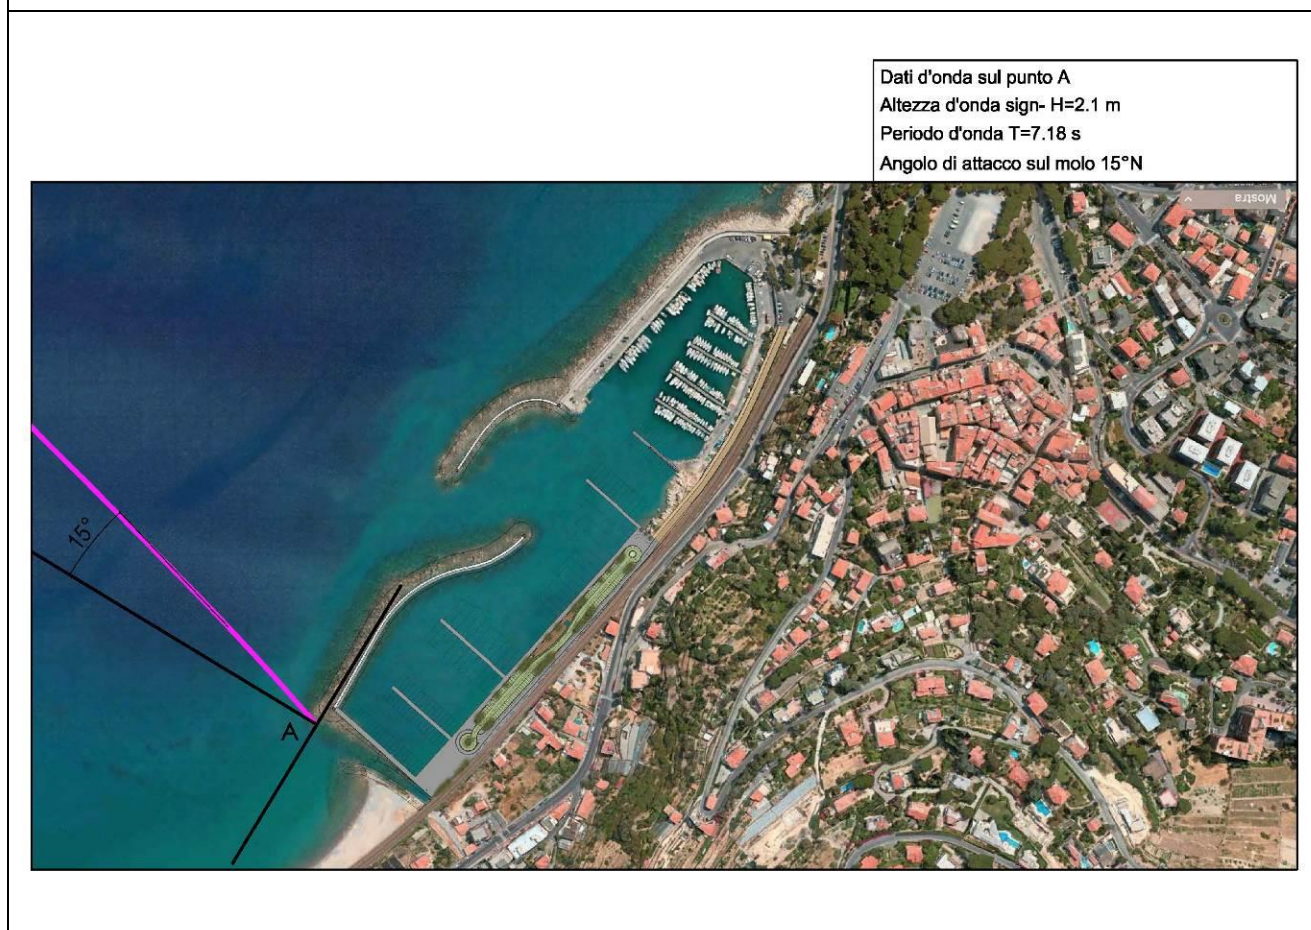 Dati d'onda sul punto A
Altezza d'onda sign- H=2.1 m
Periodo d'onda T=7.18 s
Angolo di attacco sul molo 15°N
Mostra
15°
A